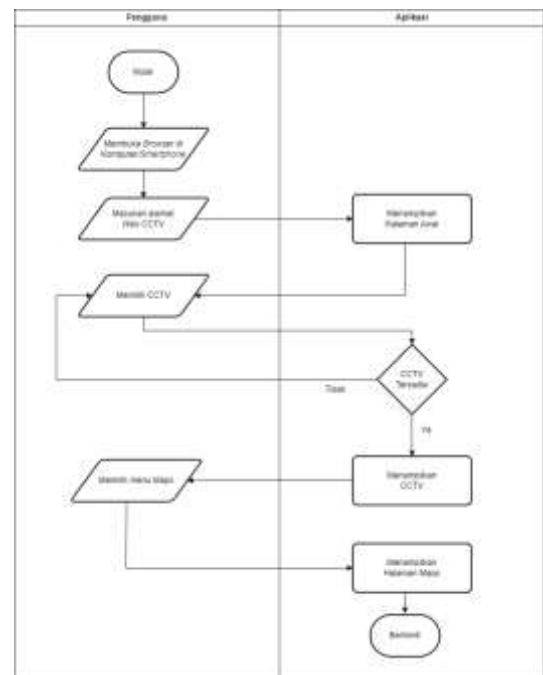 Pengguna
Aplikasi
Mulai
Membuka Browser di
Komputer/Smartphone
Masukan alamat
Web CCTV
Menampilkan
Halaman Awal
Memilih CCTV
CCTV
Tersedia
Tidak
Ya
Menampilkan
CCTV
Memilih menu Maps
Menampilkan
Halaman Maps